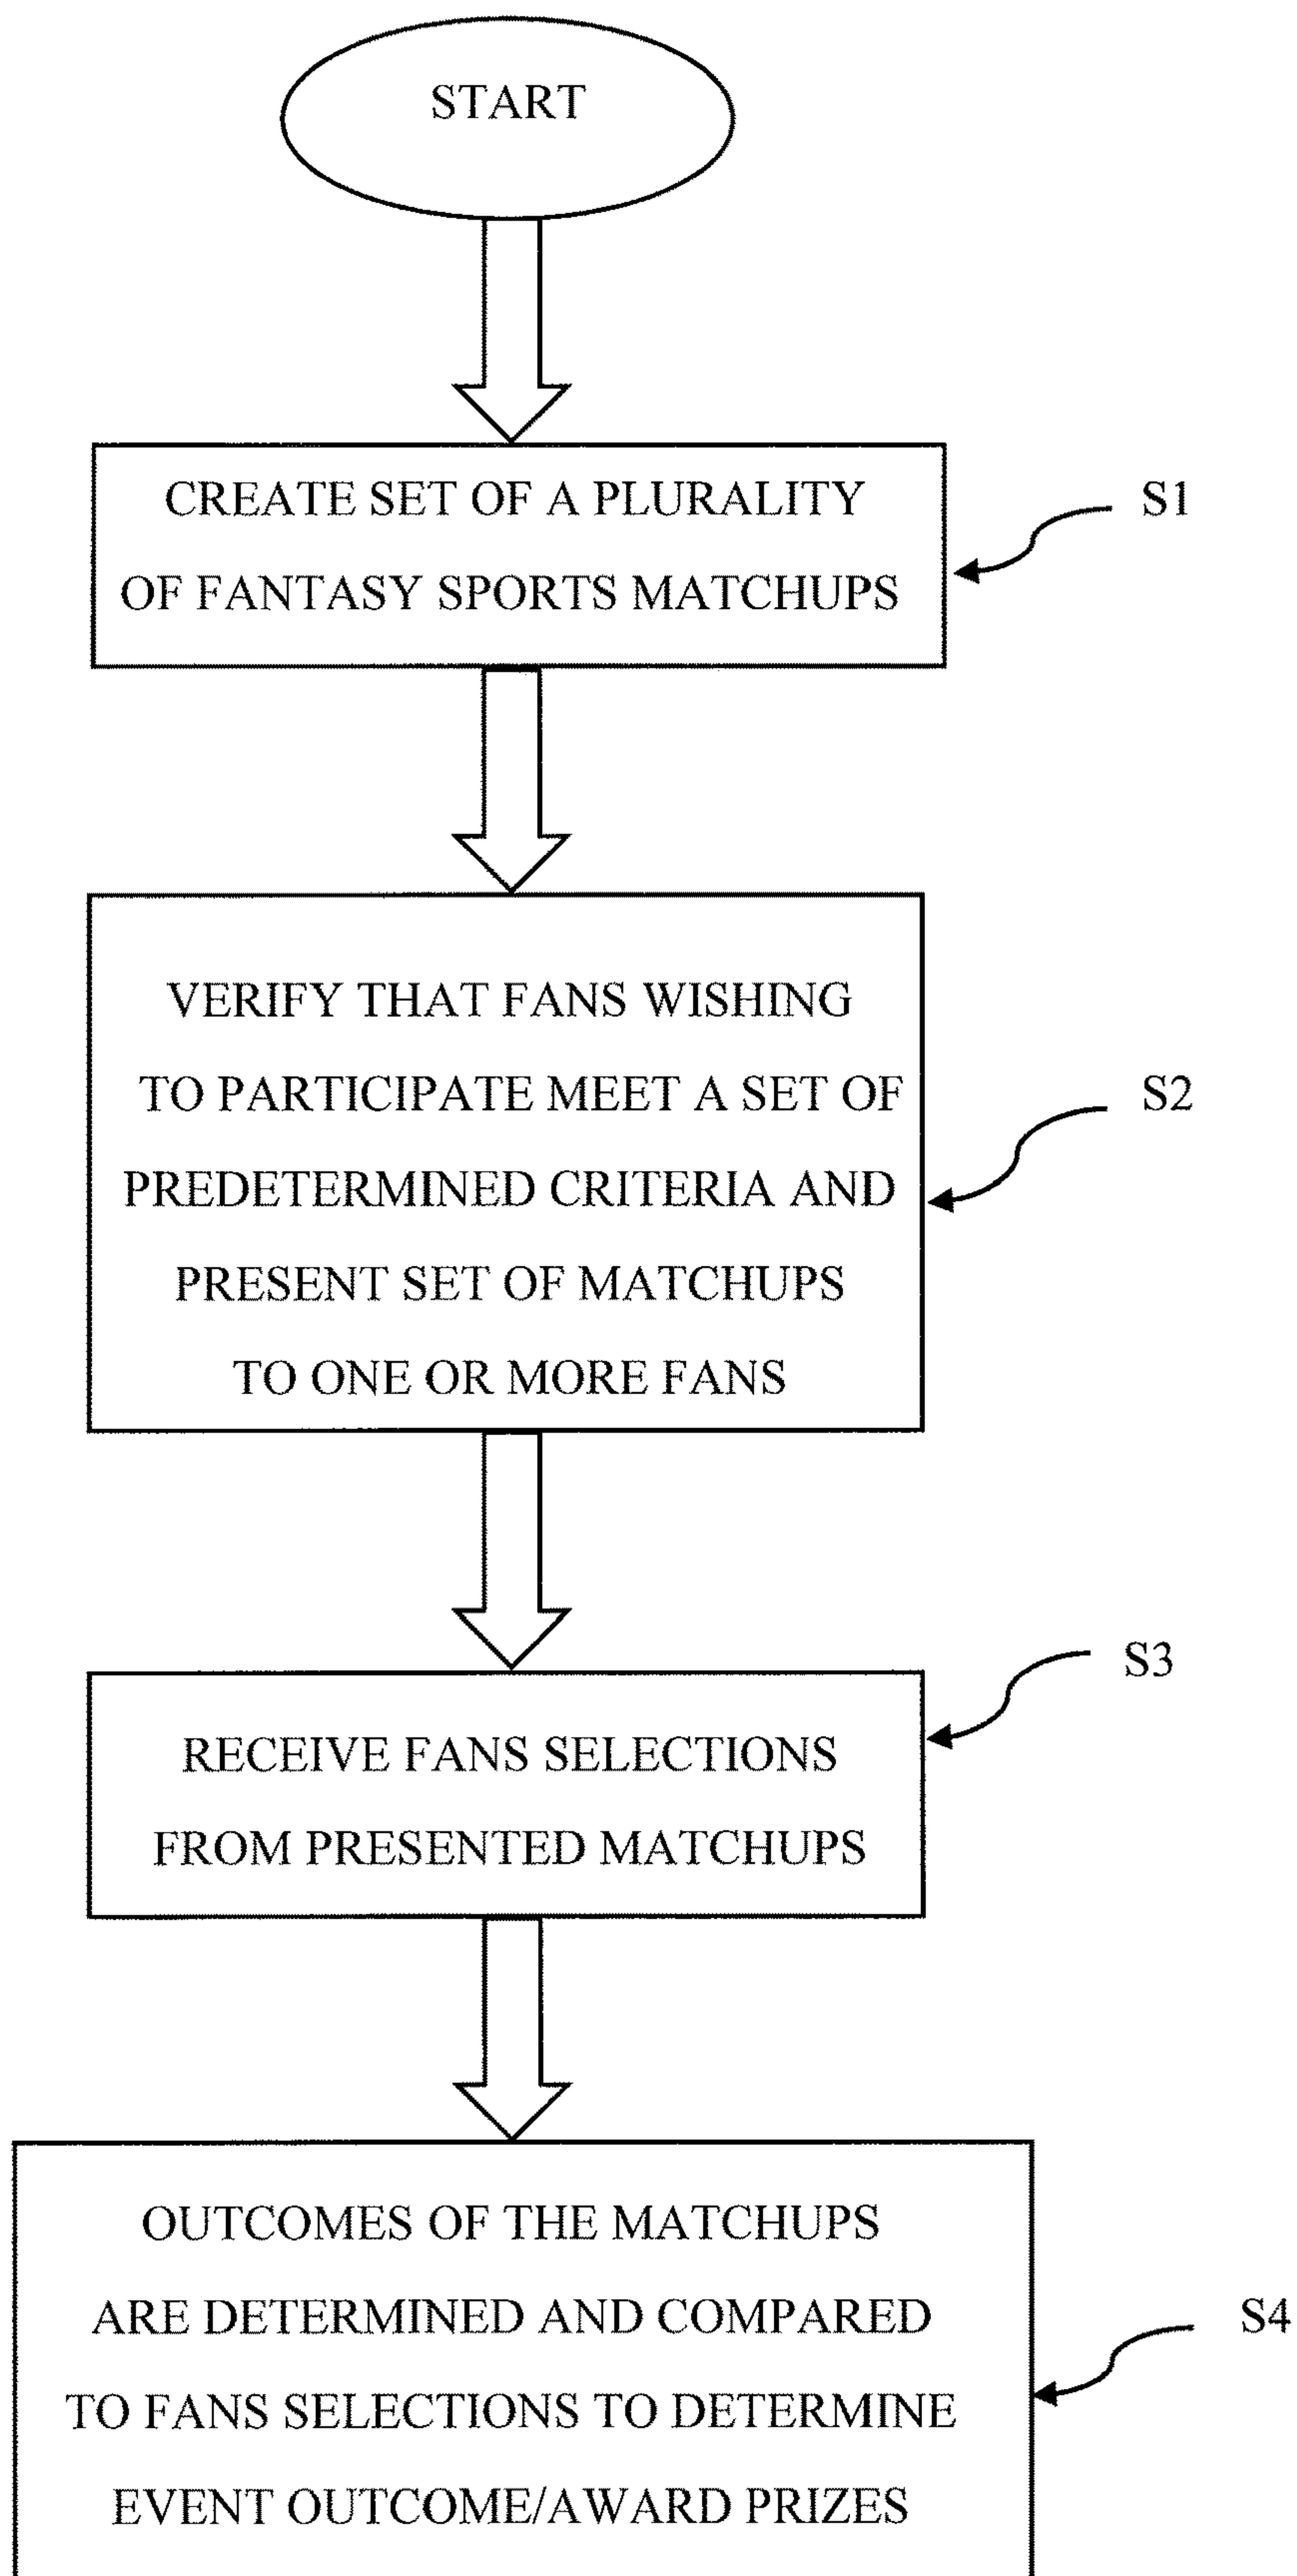 START
CREATE SET OF A PLURALITY
OF FANTASY SPORTS MATCHUPS
S1
VERIFY THAT FANS WISHING
TO PARTICIPATE MEET A SET OF
PREDETERMINED CRITERIA AND
PRESENT SET OF MATCHUPS
TO ONE OR MORE FANS
S2
RECEIVE FANS SELECTIONS
FROM PRESENTED MATCHUPS
S3
OUTCOMES OF THE MATCHUPS
ARE DETERMINED AND COMPARED
TO FANS SELECTIONS TO DETERMINE
EVENT OUTCOME/AWARD PRIZES
S4